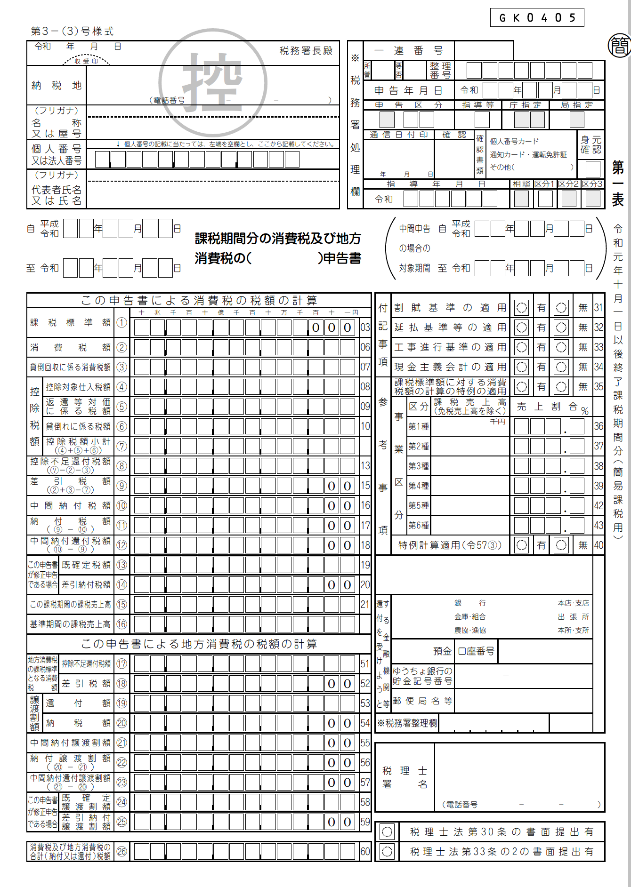 第3-(3)号様式
GK0405
簡
令和 年 月 日
税務署長殿
収受印
控
納税地
(電話番号 - - )
(フリガナ)
名称又は屋号
個人番号又は法人番号
↓ 個人番号の記載に当たっては、左端を空欄とし、ここから記載してください。
(フリガナ)
代表者氏名又は氏名
※税務署処理欄
一連番号
整理番号
申告年月日 令和 年 月 日
申告区分 指導等 庁指定 局指定
通信日付印 確認
確認書類
個人番号カード
通知カード・運転免許証
その他( )
身元確認
年 月 日
指導年月日 相談 区分1 区分2 区分3
令和
第一表
令和元年十月一日以後終了課税期間分(簡易課税用)
自 平成 令和 年 月 日
至 令和 年 月 日
課税期間分の消費税及び地方
消費税の( )申告書
中間申告 自 平成 令和 年 月 日
の場合の
対象期間 至 令和 年 月 日
この申告書による消費税の税額の計算
十 兆 千 百 十 億 千 百 十 万 千 百 十 一円
課税標準額 ① 000 03
消費税額 ② 06
貸倒回収に係る消費税額 ③ 07
控除税額
控除対象仕入税額 ④ 08
返還等対価に係る税額 ⑤ 09
貸倒れに係る税額 ⑥ 10
控除税額小計(④+⑤+⑥) ⑦
控除不足還付税額(⑦-②-③) ⑧ 13
差引税額(②+③-⑦) ⑨ 00 15
中間納付税額 ⑩ 00 16
納付税額(⑨-⑩) ⑪ 00 17
中間納付還付税額(⑩-⑨) ⑫ 00 18
この申告書が修正申告である場合
既確定税額 ⑬ 19
差引納付税額 ⑭ 00 20
この課税期間の課税売上高 ⑮ 21
基準期間の課税売上高 ⑯
この申告書による地方消費税の税額の計算
地方消費税の課税標準となる消費税額
控除不足還付税額 ⑰ 51
差引税額 ⑱ 00 52
譲渡割額
還付額 ⑲ 53
納税額 ⑳ 00 54
中間納付譲渡割額 ㉑ 00 55
納付譲渡割額(⑳-㉑) ㉒ 00 56
中間納付還付譲渡割額(㉑-⑳) ㉓ 00 57
この申告書が修正申告である場合
既確定譲渡割額 ㉔ 58
差引納付譲渡割額 ㉕ 00 59
消費税及び地方消費税の合計(納付又は還付)税額 ㉖ 60
付記事項
割賦基準の適用 有 無 31
延払基準等の適用 有 無 32
工事進行基準の適用 有 無 33
現金主義会計の適用 有 無 34
課税標準額に対する消費税額の計算の特例の適用 有 無 35
参考事項
事業区分
区分 課税売上高(免税売上高を除く) 売上割合%
千円
第1種 36
第2種 37
第3種 38
第4種 39
第5種 42
第6種 43
特例計算適用(令57③) 有 無 40
還付を受けようとする金融機関等
銀行 本店・支店
金庫・組合 出張所
農協・漁協 本所・支所
預金 口座番号
ゆうちょ銀行の貯金記号番号
郵便局名等
※税務署整理欄
税理士署名
(電話番号 - - )
税理士法第30条の書面提出有
税理士法第33条の2の書面提出有